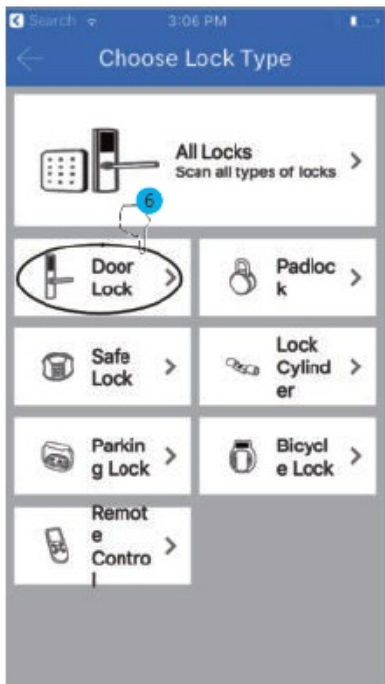 Search 3:06 PM
Choose Lock Type
All Locks
Scan all types of locks
6
Door
Lock
Padloc
k
Safe
Lock
Lock
Cylind
er
Parkin
g Lock
Bicycl
e Lock
Remot
e
Contro
l